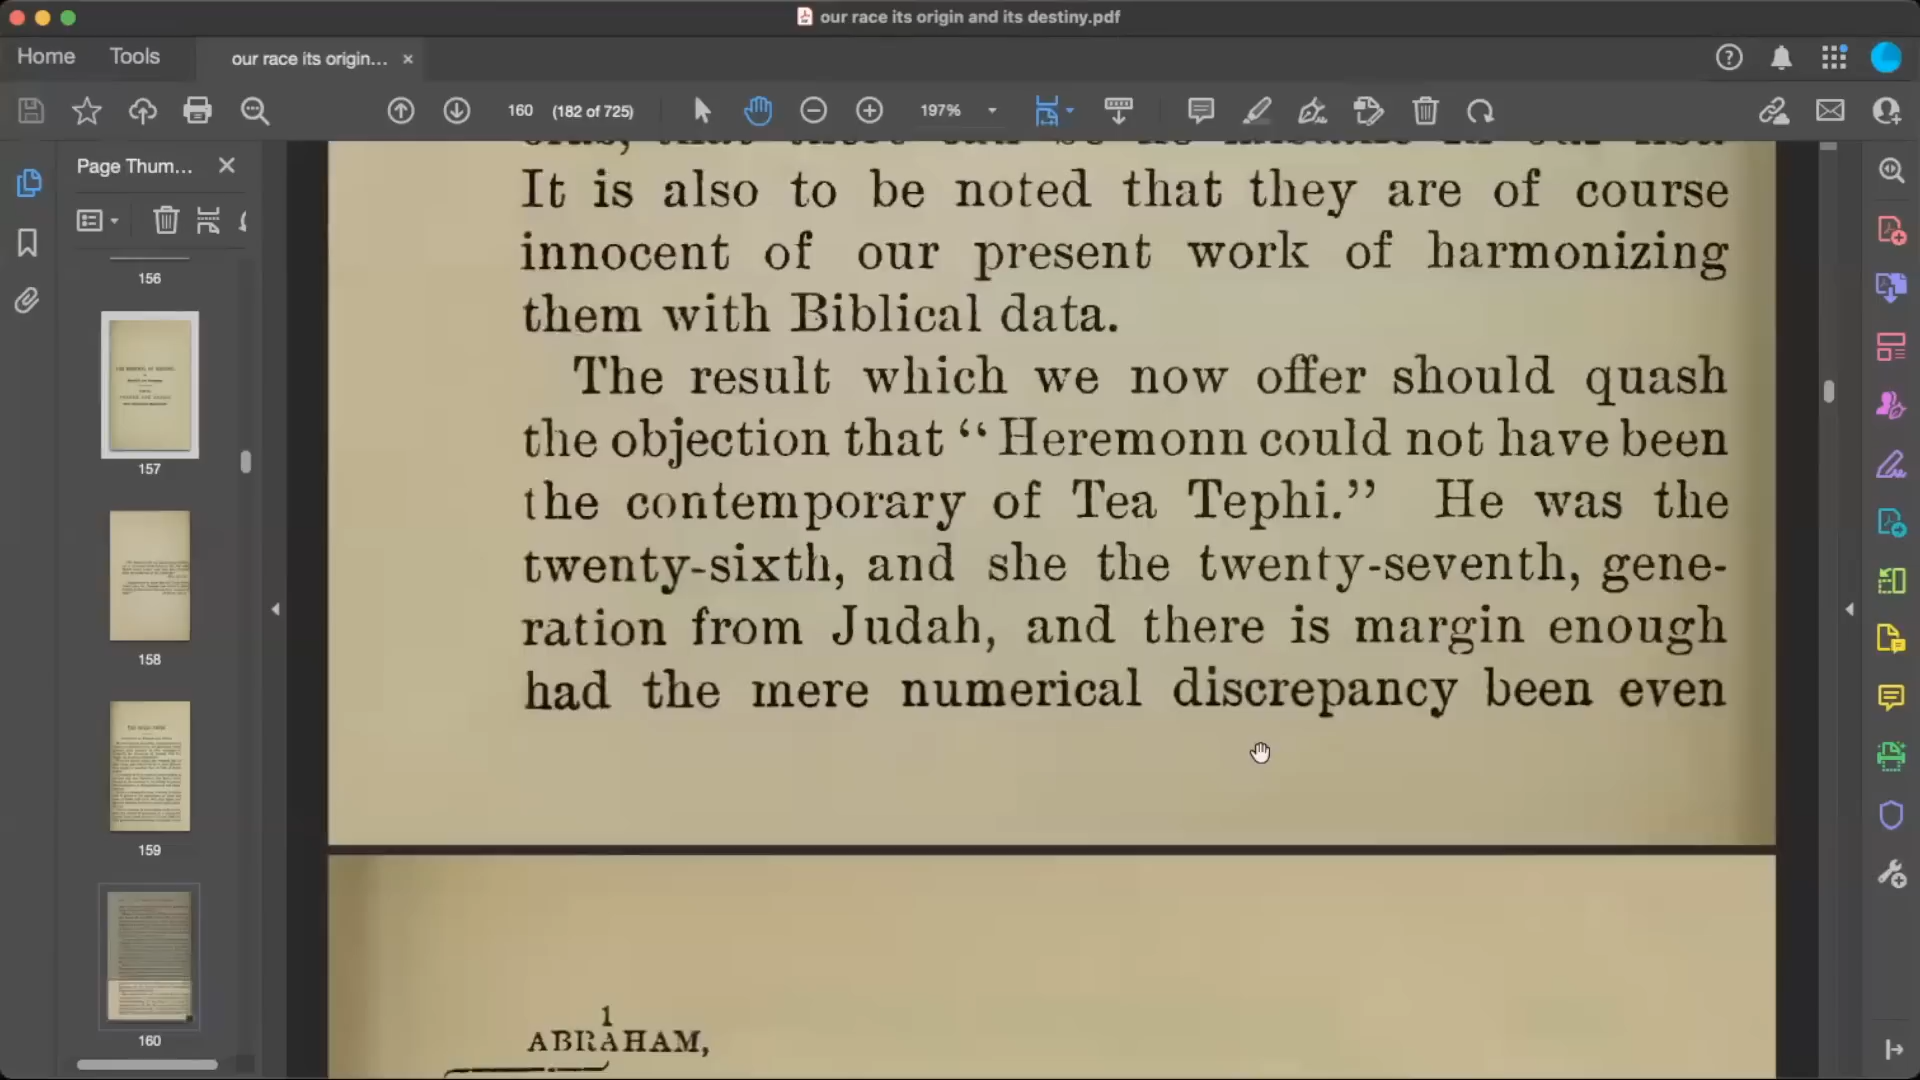 our race its origin and its destiny.pdf
Home
Tools
our race its origin...
160
(182 of 725)
197%
Page Thum...
156
157
158
159
160
It is also to be noted that they are of course
innocent of our present work of harmonizing
them with Biblical data.
The result which we now offer should quash
the objection that “ Heremonn could not have been
the contemporary of Tea Tephi.” He was the
twenty-sixth, and she the twenty-seventh, gene-
ration from Judah, and there is margin enough
had the mere numerical discrepancy been even
1
ABRAHAM,